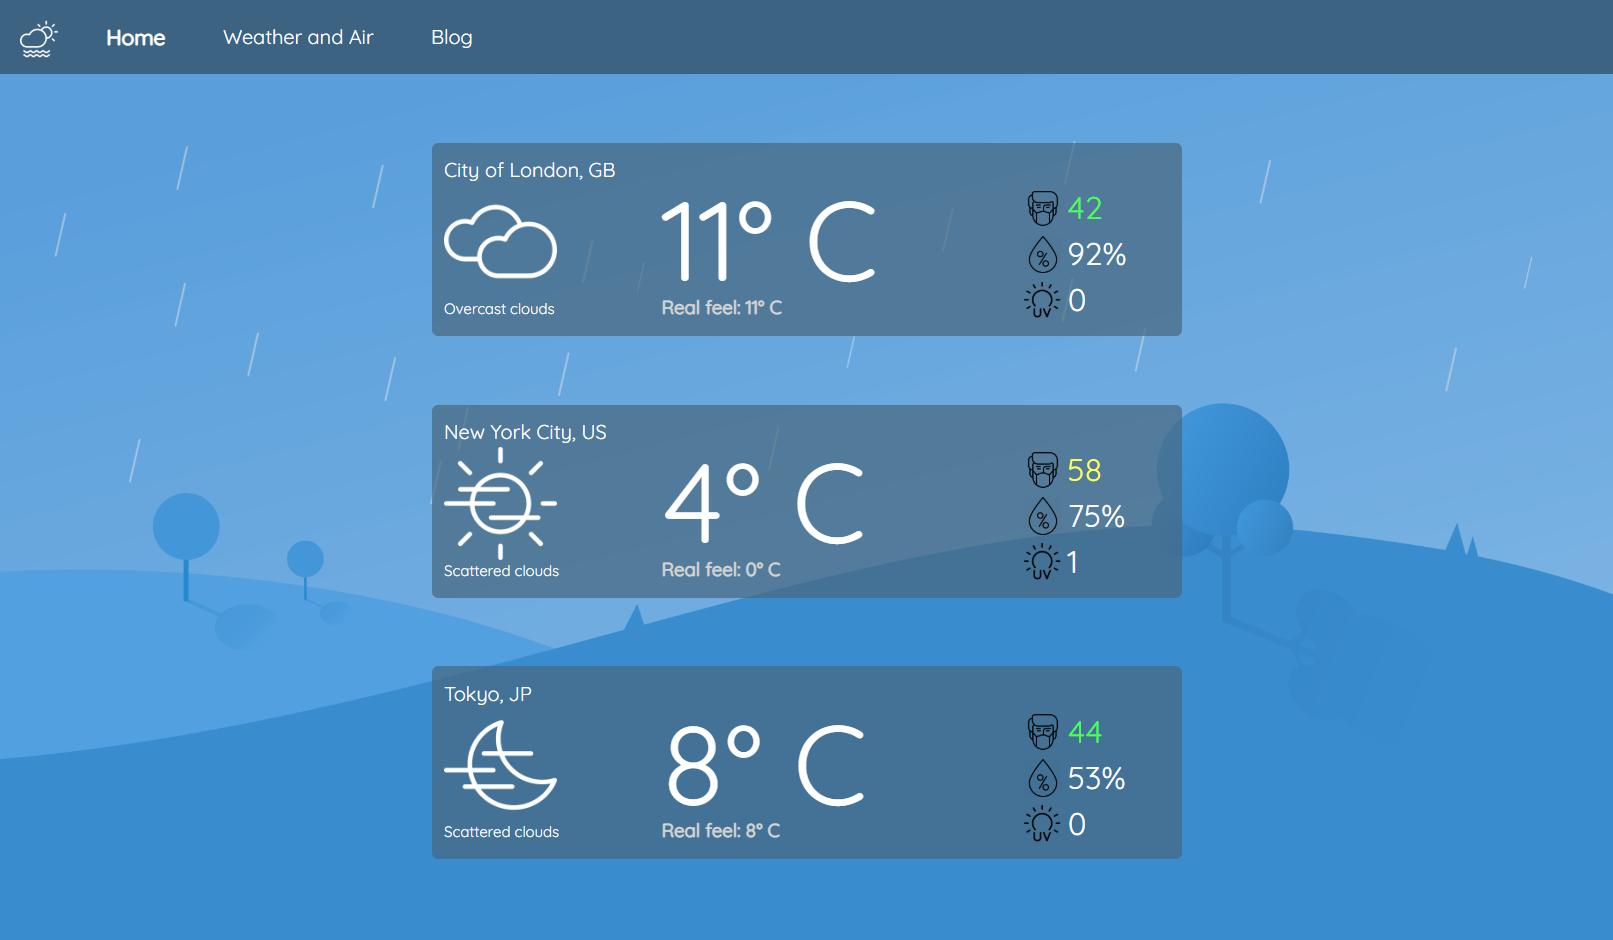 Home Weather and Air Blog
City of London, GB
11° C
42
% 92%
UV 0
Overcast clouds
Real feel: 11° C
New York City, US
4° C
58
% 75%
UV 1
Scattered clouds
Real feel: 0° C
Tokyo, JP
8° C
44
% 53%
UV 0
Scattered clouds
Real feel: 8° C